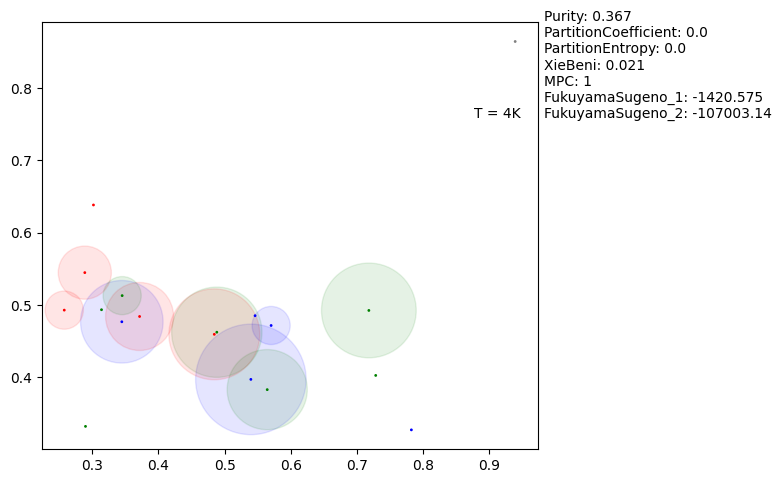 Purity: 0.367
PartitionCoefficient: 0.0
PartitionEntropy: 0.0
XieBeni: 0.021
MPC: 1
FukuyamaSugeno_1: -1420.575
FukuyamaSugeno_2: -107003.14
T = 4K
0.8
0.7
0.6
0.5
0.4
0.3 0.4 0.5 0.6 0.7 0.8 0.9